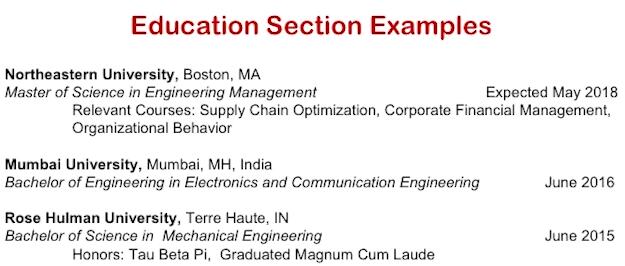 Education Section Examples
Northeastern University, Boston, MA
Master of Science in Engineering Management Expected May 2018
Relevant Courses: Supply Chain Optimization, Corporate Financial Management,
Organizational Behavior
Mumbai University, Mumbai, MH, India
Bachelor of Engineering in Electronics and Communication Engineering June 2016
Rose Hulman University, Terre Haute, IN
Bachelor of Science in Mechanical Engineering June 2015
Honors: Tau Beta Pi, Graduated Magnum Cum Laude